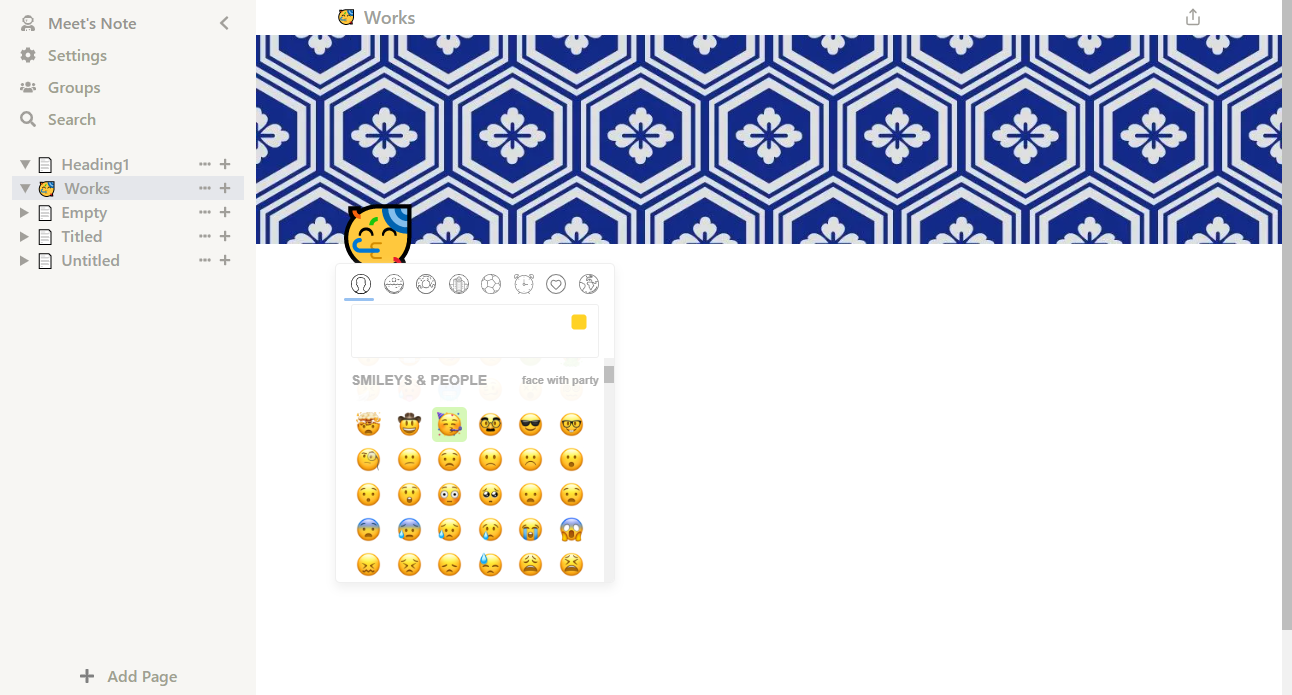 Meet's Note
Settings
Groups
Search
Heading1
Works
Empty
Titled
Untitled
Add Page
Works
SMILEYS & PEOPLE
face with party